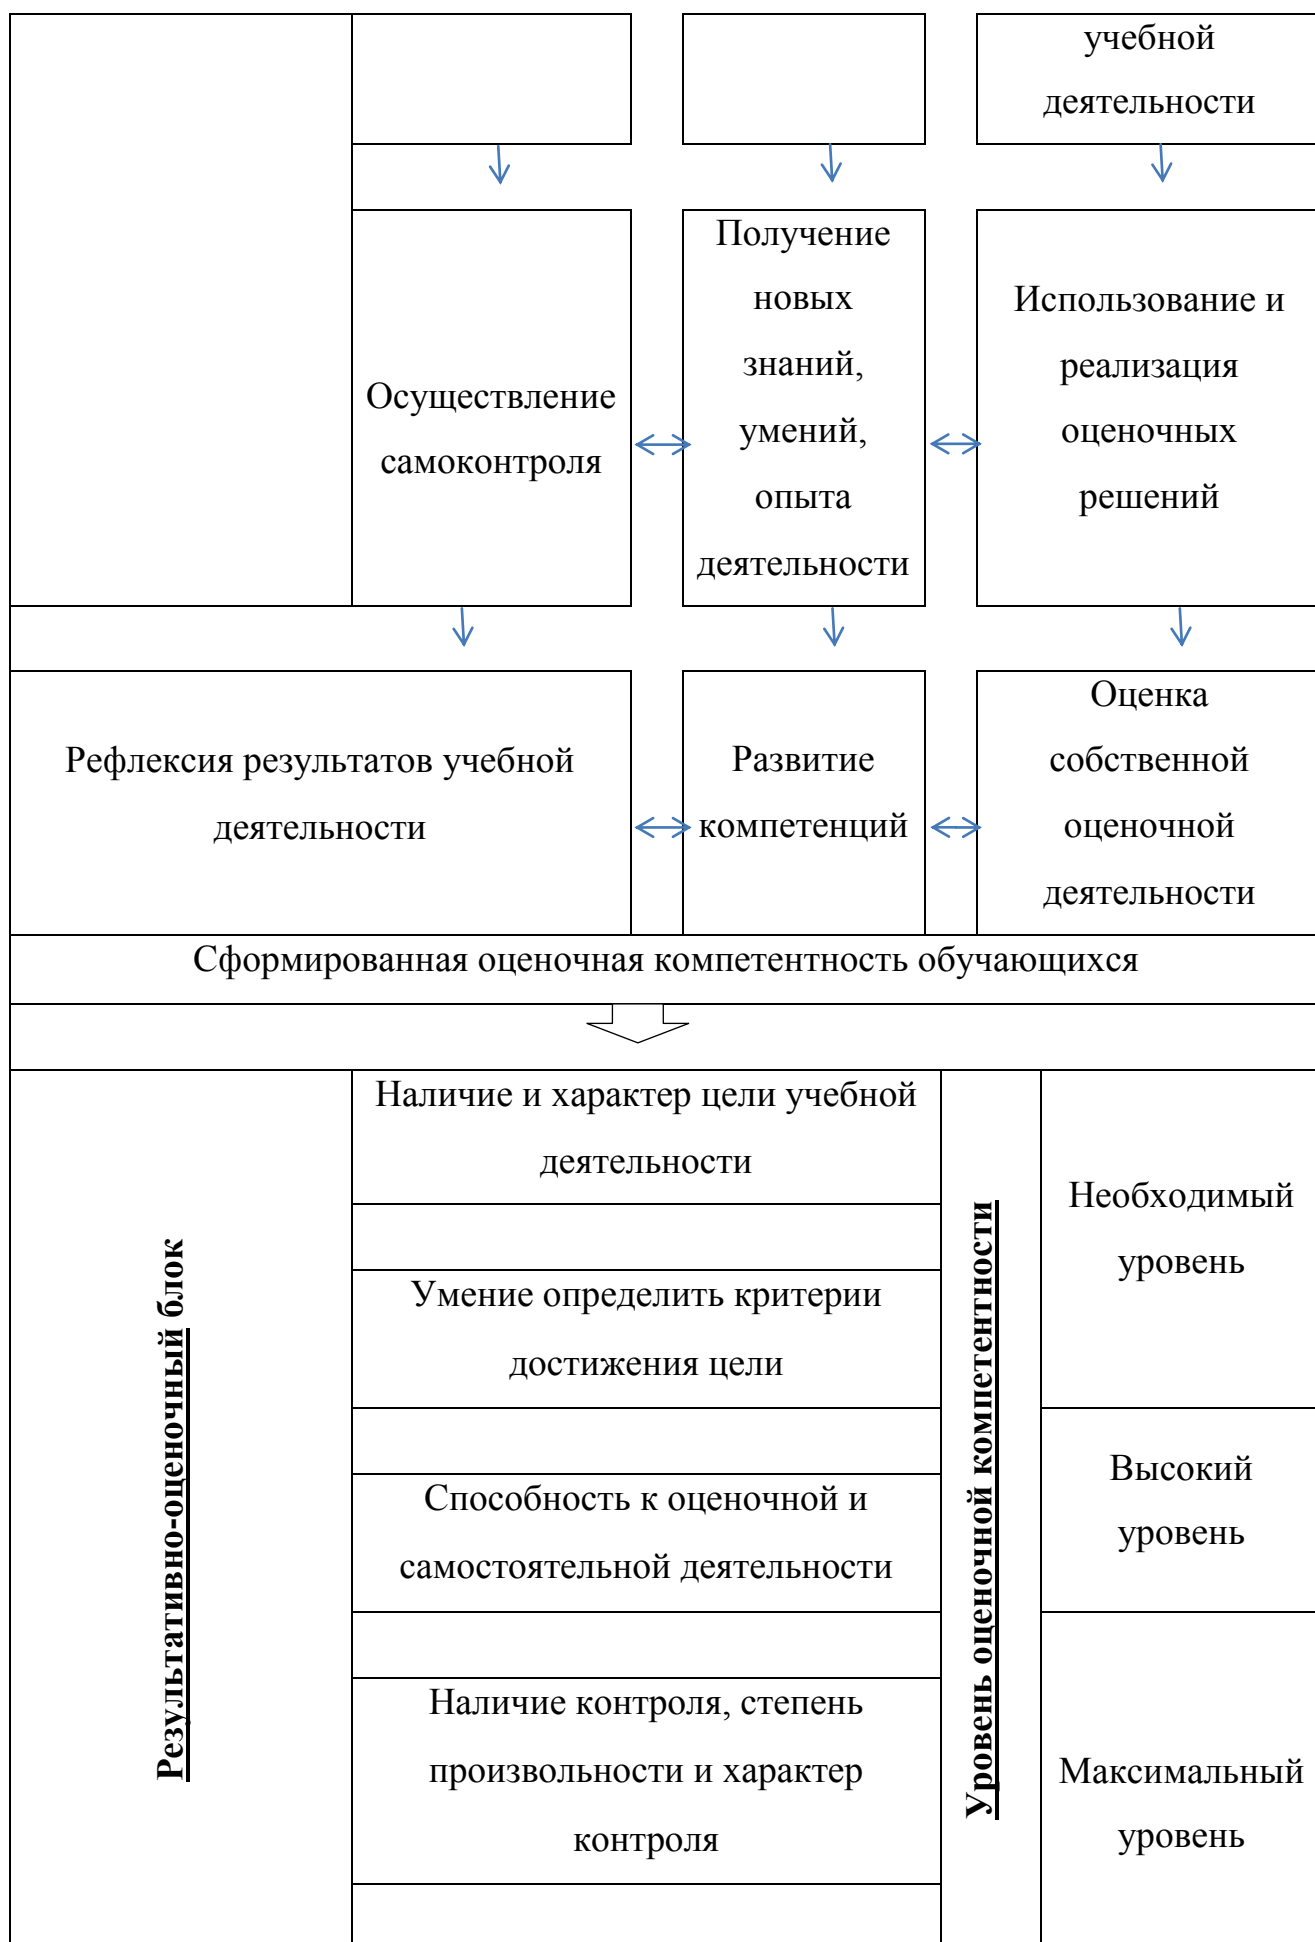 учебной
деятельности
Осуществление
самоконтроля
Получение
новых
знаний,
умений,
опыта
деятельности
Использование и
реализация
оценочных
решений
Рефлексия результатов учебной
деятельности
Развитие
компетенций
Оценка
собственной
оценочной
деятельности
Сформированная оценочная компетентность обучающихся
Результативно-оценочный блок
Наличие и характер цели учебной
деятельности
Умение определить критерии
достижения цели
Способность к оценочной и
самостоятельной деятельности
Наличие контроля, степень
произвольности и характер
контроля
Уровень оценочной компетентности
Необходимый
уровень
Высокий
уровень
Максимальный
уровень